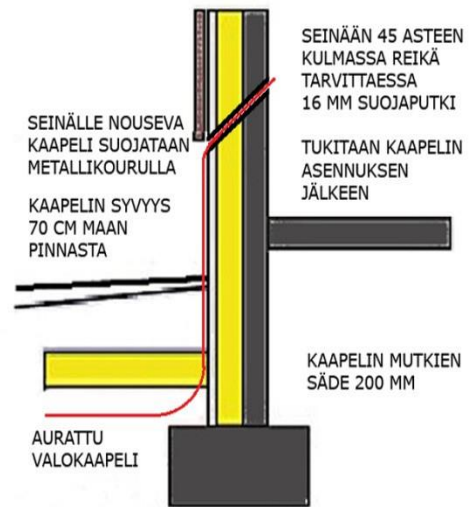 SEINÄÄN 45 ASTEEN
KULMASSA REIKÄ
TARVITTAESSA
16 MM SUOJAPUTKI
SEINÄLLE NOUSEVA
KAAPELI SUOJATAAN
METALLIKOURULLA
TUKITAAN KAAPELIN
ASENNUKSEN
JÄLKEEN
KAAPELIN SYVYYS
70 CM MAAN
PINNASTA
KAAPELIN MUTKIEN
SÄDE 200 MM
AURATTU
VALOKAAPELI